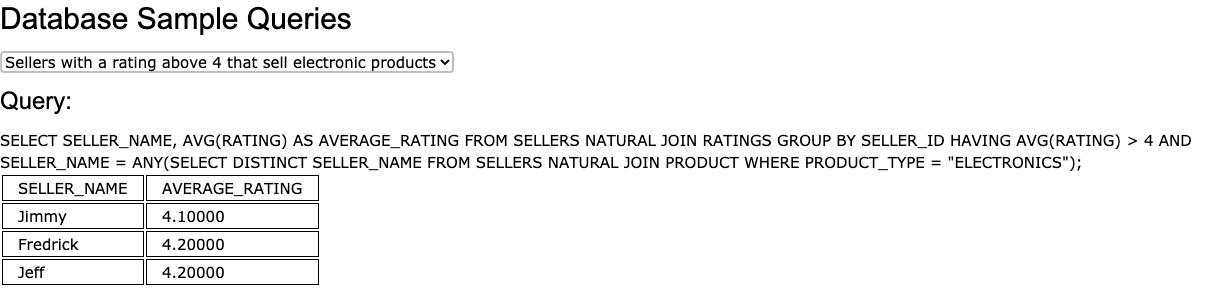 Database Sample Queries
Sellers with a rating above 4 that sell electronic products
Query:
SELECT SELLER_NAME, AVG(RATING) AS AVERAGE_RATING FROM SELLERS NATURAL JOIN RATINGS GROUP BY SELLER_ID HAVING AVG(RATING) > 4 AND
SELLER_NAME = ANY(SELECT DISTINCT SELLER_NAME FROM SELLERS NATURAL JOIN PRODUCT WHERE PRODUCT_TYPE = "ELECTRONICS");
SELLER_NAME AVERAGE_RATING
Jimmy 4.10000
Fredrick 4.20000
Jeff 4.20000